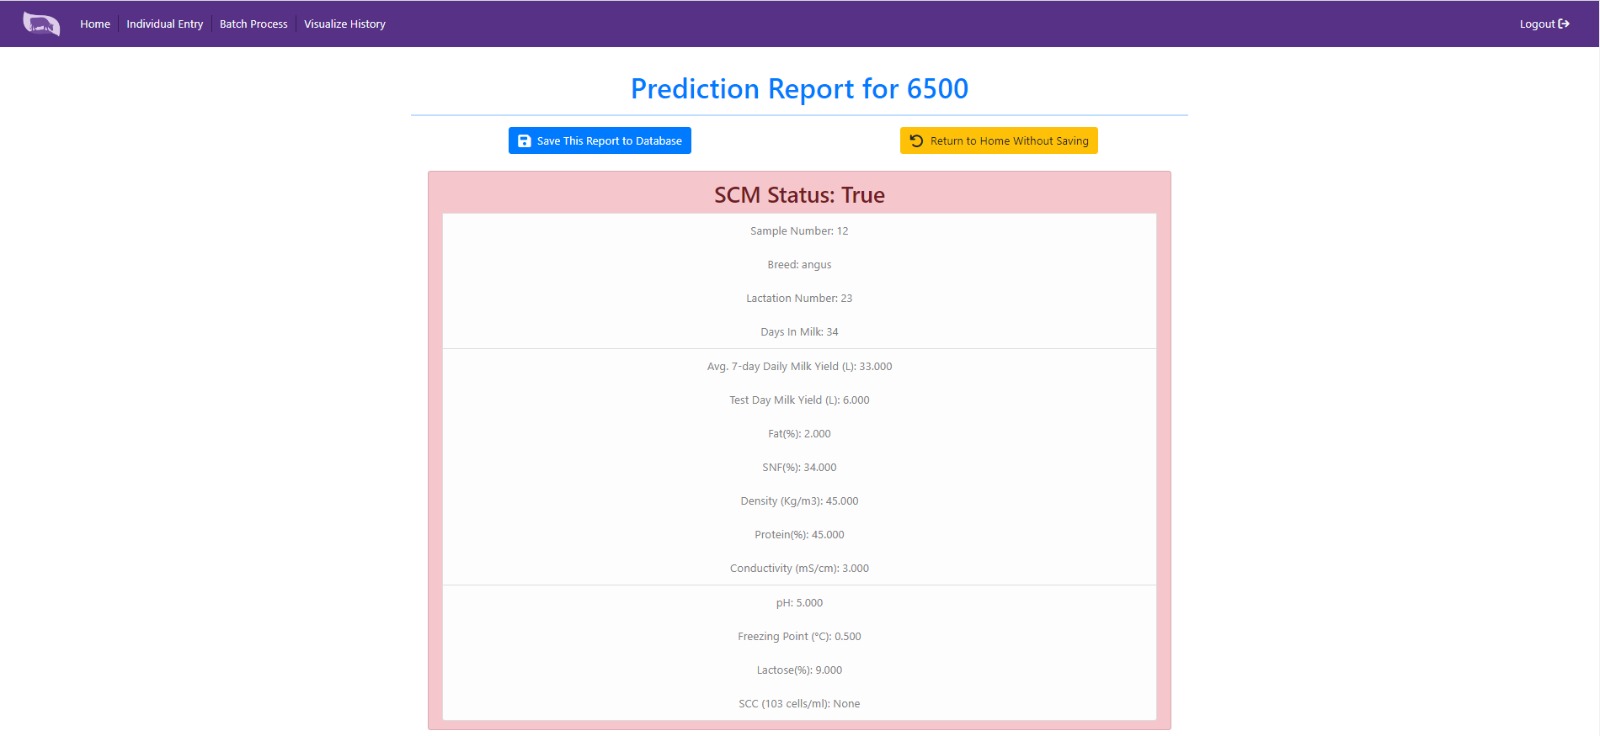 Home
Individual Entry
Batch Process
Visualize History
Logout
Prediction Report for 6500
Save This Report to Database
Return to Home Without Saving
SCM Status: True
Sample Number: 12
Breed: angus
Lactation Number: 23
Days In Milk: 34
Avg. 7-day Daily Milk Yield (L): 33.000
Test Day Milk Yield (L): 6.000
Fat(%): 2.000
SNF(%): 34.000
Density (Kg/m3): 45.000
Protein(%): 45.000
Conductivity (mS/cm): 3.000
pH: 5.000
Freezing Point (°C): 0.500
Lactose(%): 9.000
SCC (103 cells/ml): None